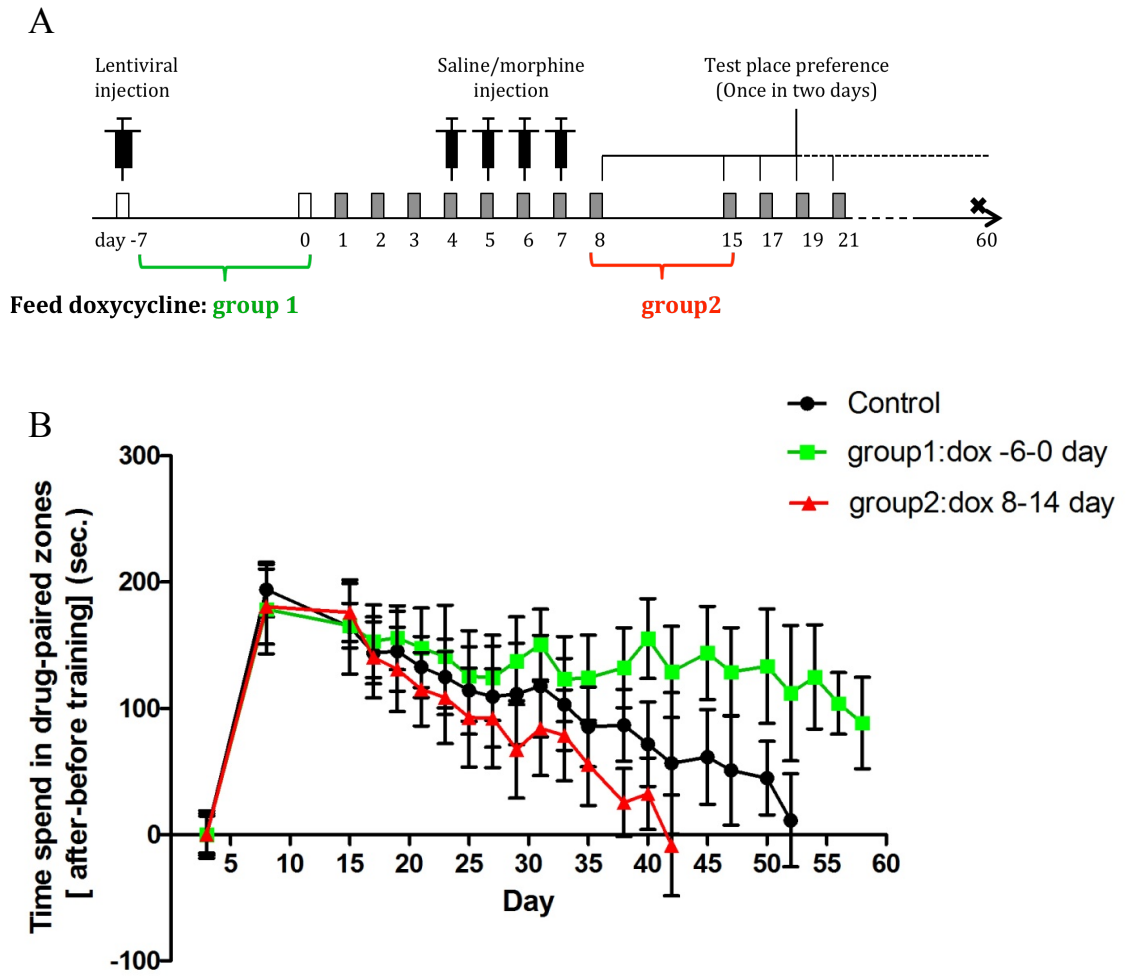 A
Lentiviral
injection
Saline/morphine
injection
Test place preference
(Once in two days)
day -7 0 1 2 3 4 5 6 7 8 15 17 19 21 60
Feed doxycycline: group 1 group2
B
Control
group1:dox -6-0 day
group2:dox 8-14 day
Time spend in drug-paired zones
[ after-before training] (sec.)
300
200
100
0
-100
5 10 15 20 25 30 35 40 45 50 55 60
Day